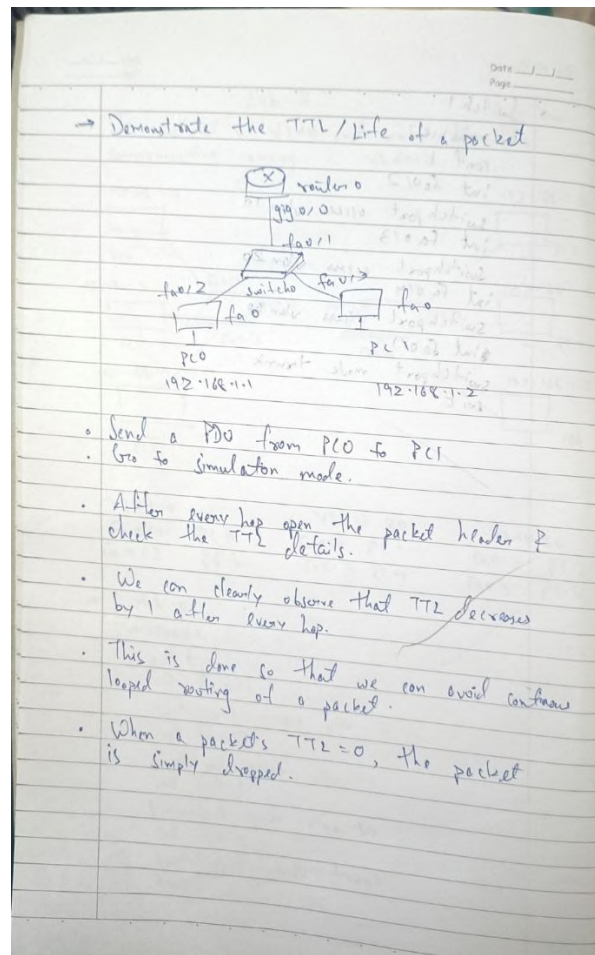 Date
Page
→ Demonstrate the TTL / Life of a packet
router 0
gig 0/0
fa0/1
fa0/2 switch0 fa0/3
fa0 fa0
PC0 PC1
192.168.1.1 192.168.1.2
• Send a PDU from PC0 to PC1
• Go to simulation mode.
• After every hop open the packet header &
check the TTL details.
• We can clearly observe that TTL decreases
by 1 after every hop.
• This is done so that we can avoid
looped routing of a packet.
• When a packet's TTL = 0, the packet
is simply dropped.